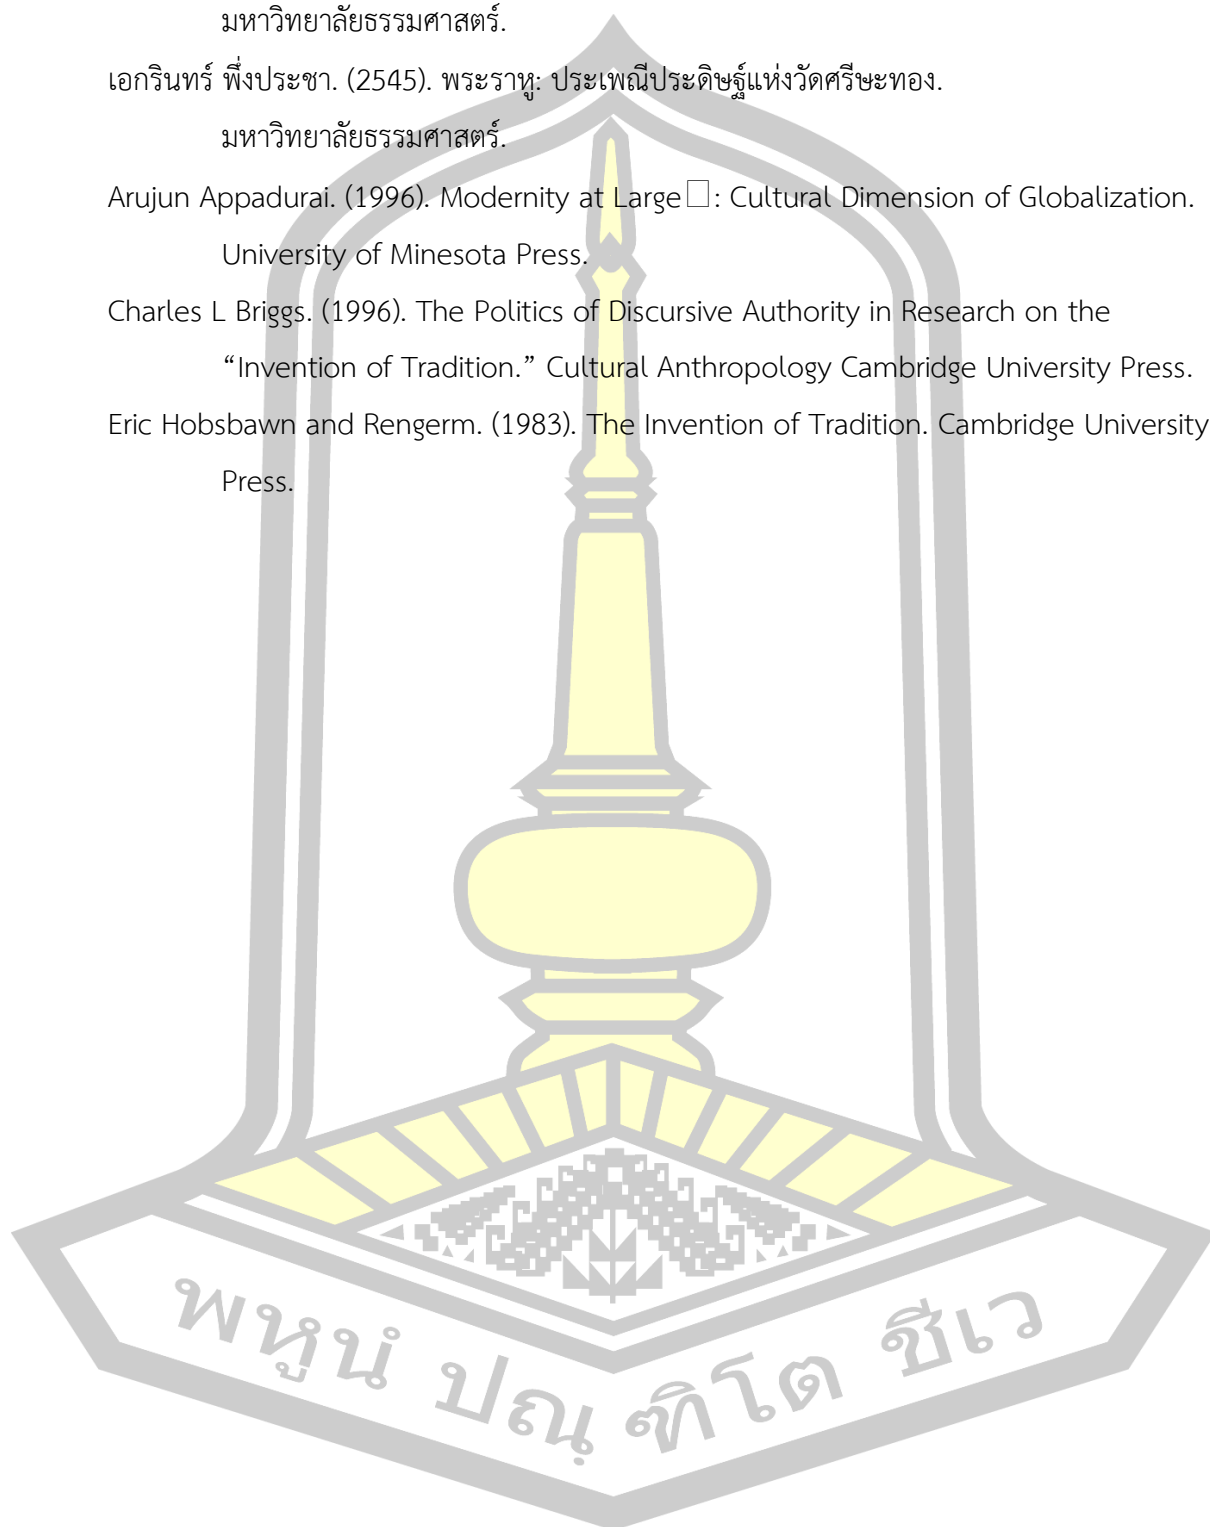 มหาวิทยาลัยธรรมศาสตร์.
เอกรินทร์ พึ่งประชา. (2545). พระราหู: ประเพณีประดิษฐ์แห่งวัดศรีษะทอง.
มหาวิทยาลัยธรรมศาสตร์.
Arujun Appadurai. (1996). Modernity at Large□: Cultural Dimension of Globalization.
University of Minesota Press.
Charles L Briggs. (1996). The Politics of Discursive Authority in Research on the
“Invention of Tradition.” Cultural Anthropology Cambridge University Press.
Eric Hobsbawn and Rengerm. (1983). The Invention of Tradition. Cambridge University
Press.
พหูนํ ปณฺฑิโต ชีเว